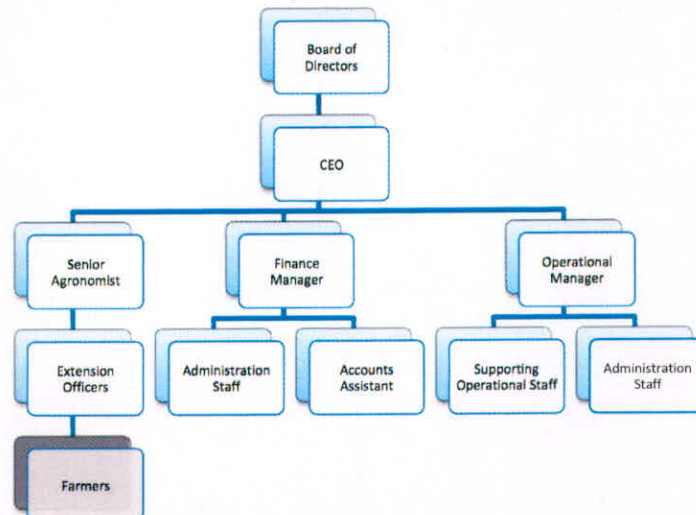 Board of
Directors
CEO
Senior
Agronomist
Finance
Manager
Operational
Manager
Extension
Officers
Administration
Staff
Accounts
Assistant
Supporting
Operational Staff
Administration
Staff
Farmers